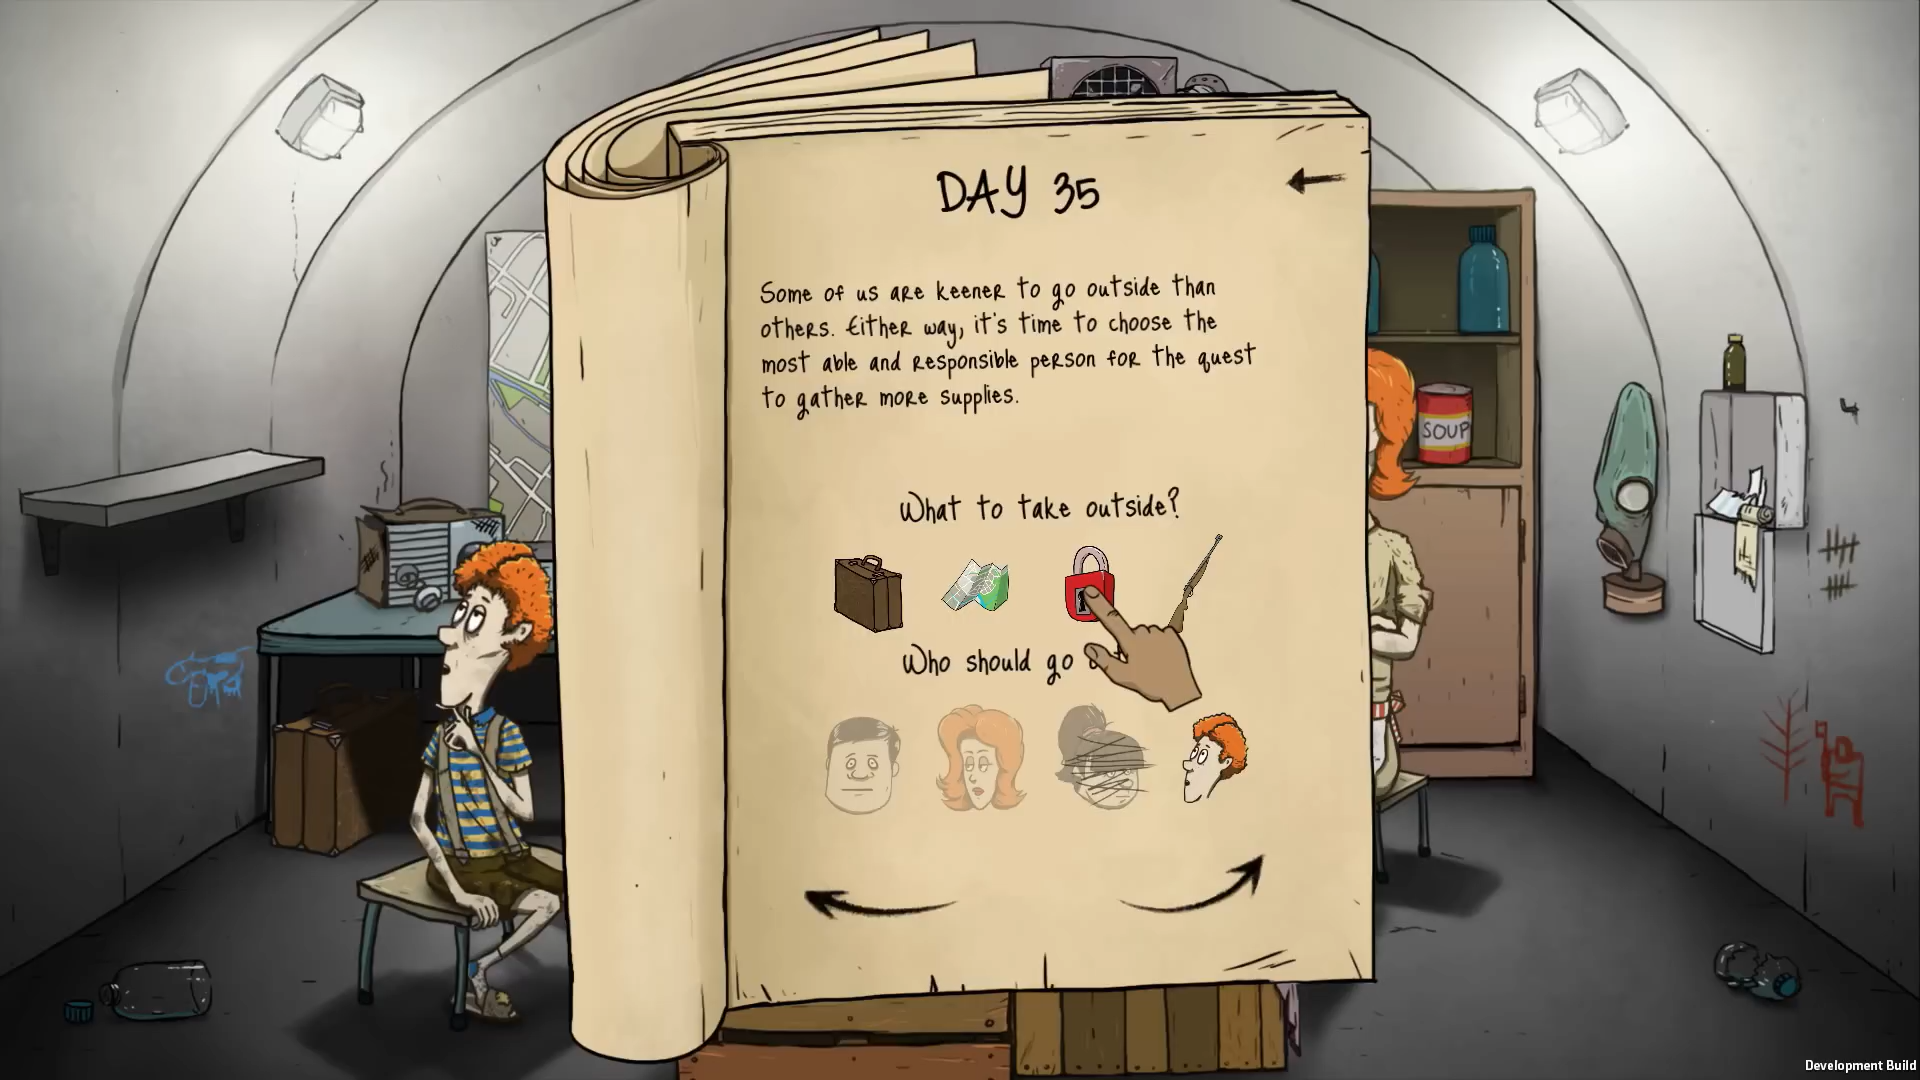 DAY 35
Some of us are keener to go outside than
others. Either way, it's time to choose the
most able and responsible person for the quest
to gather more supplies.
SOUP
What to take outside?
Who should go
Development Build